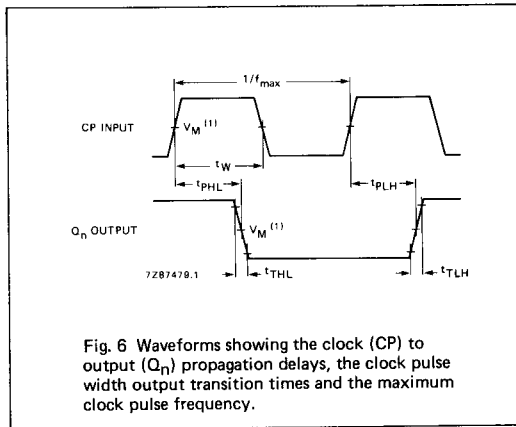 1/fmax
CP INPUT
VM (1)
tW
tPHL
tPLH
Qn OUTPUT
VM (1)
7Z87479.1
tTHL
tTLH
Fig. 6 Waveforms showing the clock (CP) to
output (Qn) propagation delays, the clock pulse
width output transition times and the maximum
clock pulse frequency.